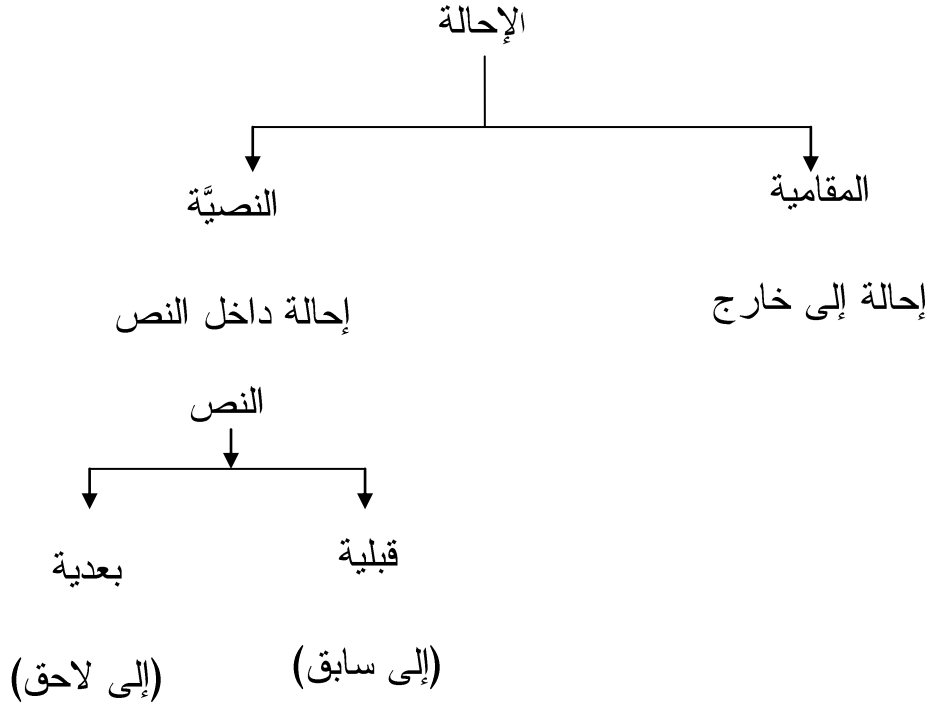 الإحالة
المقامية
النصيَّة
إحالة إلى خارج
إحالة داخل النص
النص
قبلية
بعدية
(إلى سابق)
(إلى لاحق)